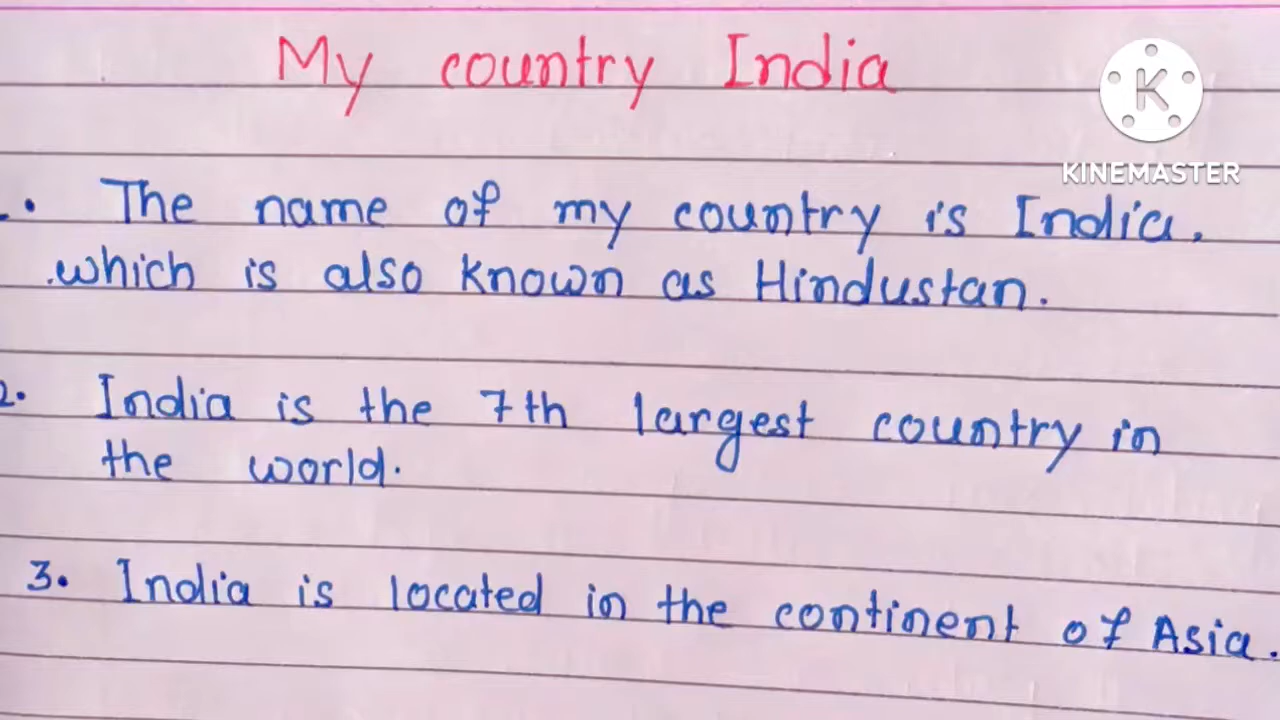 My country India
K
KINEMASTER
1. The name of my country is India,
which is also known as Hindustan.
2. India is the 7th largest country in
the world.
3. India is located in the continent of Asia.